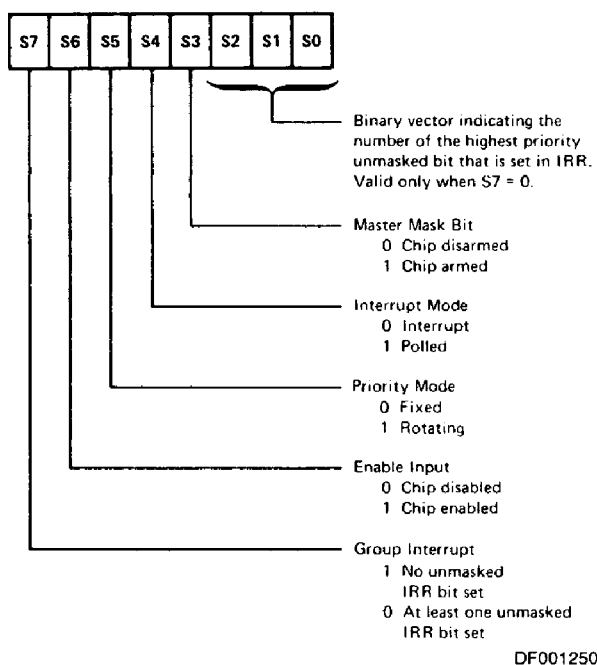 S7 S6 S5 S4 S3 S2 S1 S0
Binary vector indicating the
number of the highest priority
unmasked bit that is set in IRR.
Valid only when S7 = 0.
Master Mask Bit
0 Chip disarmed
1 Chip armed
Interrupt Mode
0 Interrupt
1 Polled
Priority Mode
0 Fixed
1 Rotating
Enable Input
0 Chip disabled
1 Chip enabled
Group Interrupt
1 No unmasked
IRR bit set
0 At least one unmasked
IRR bit set
DF001250